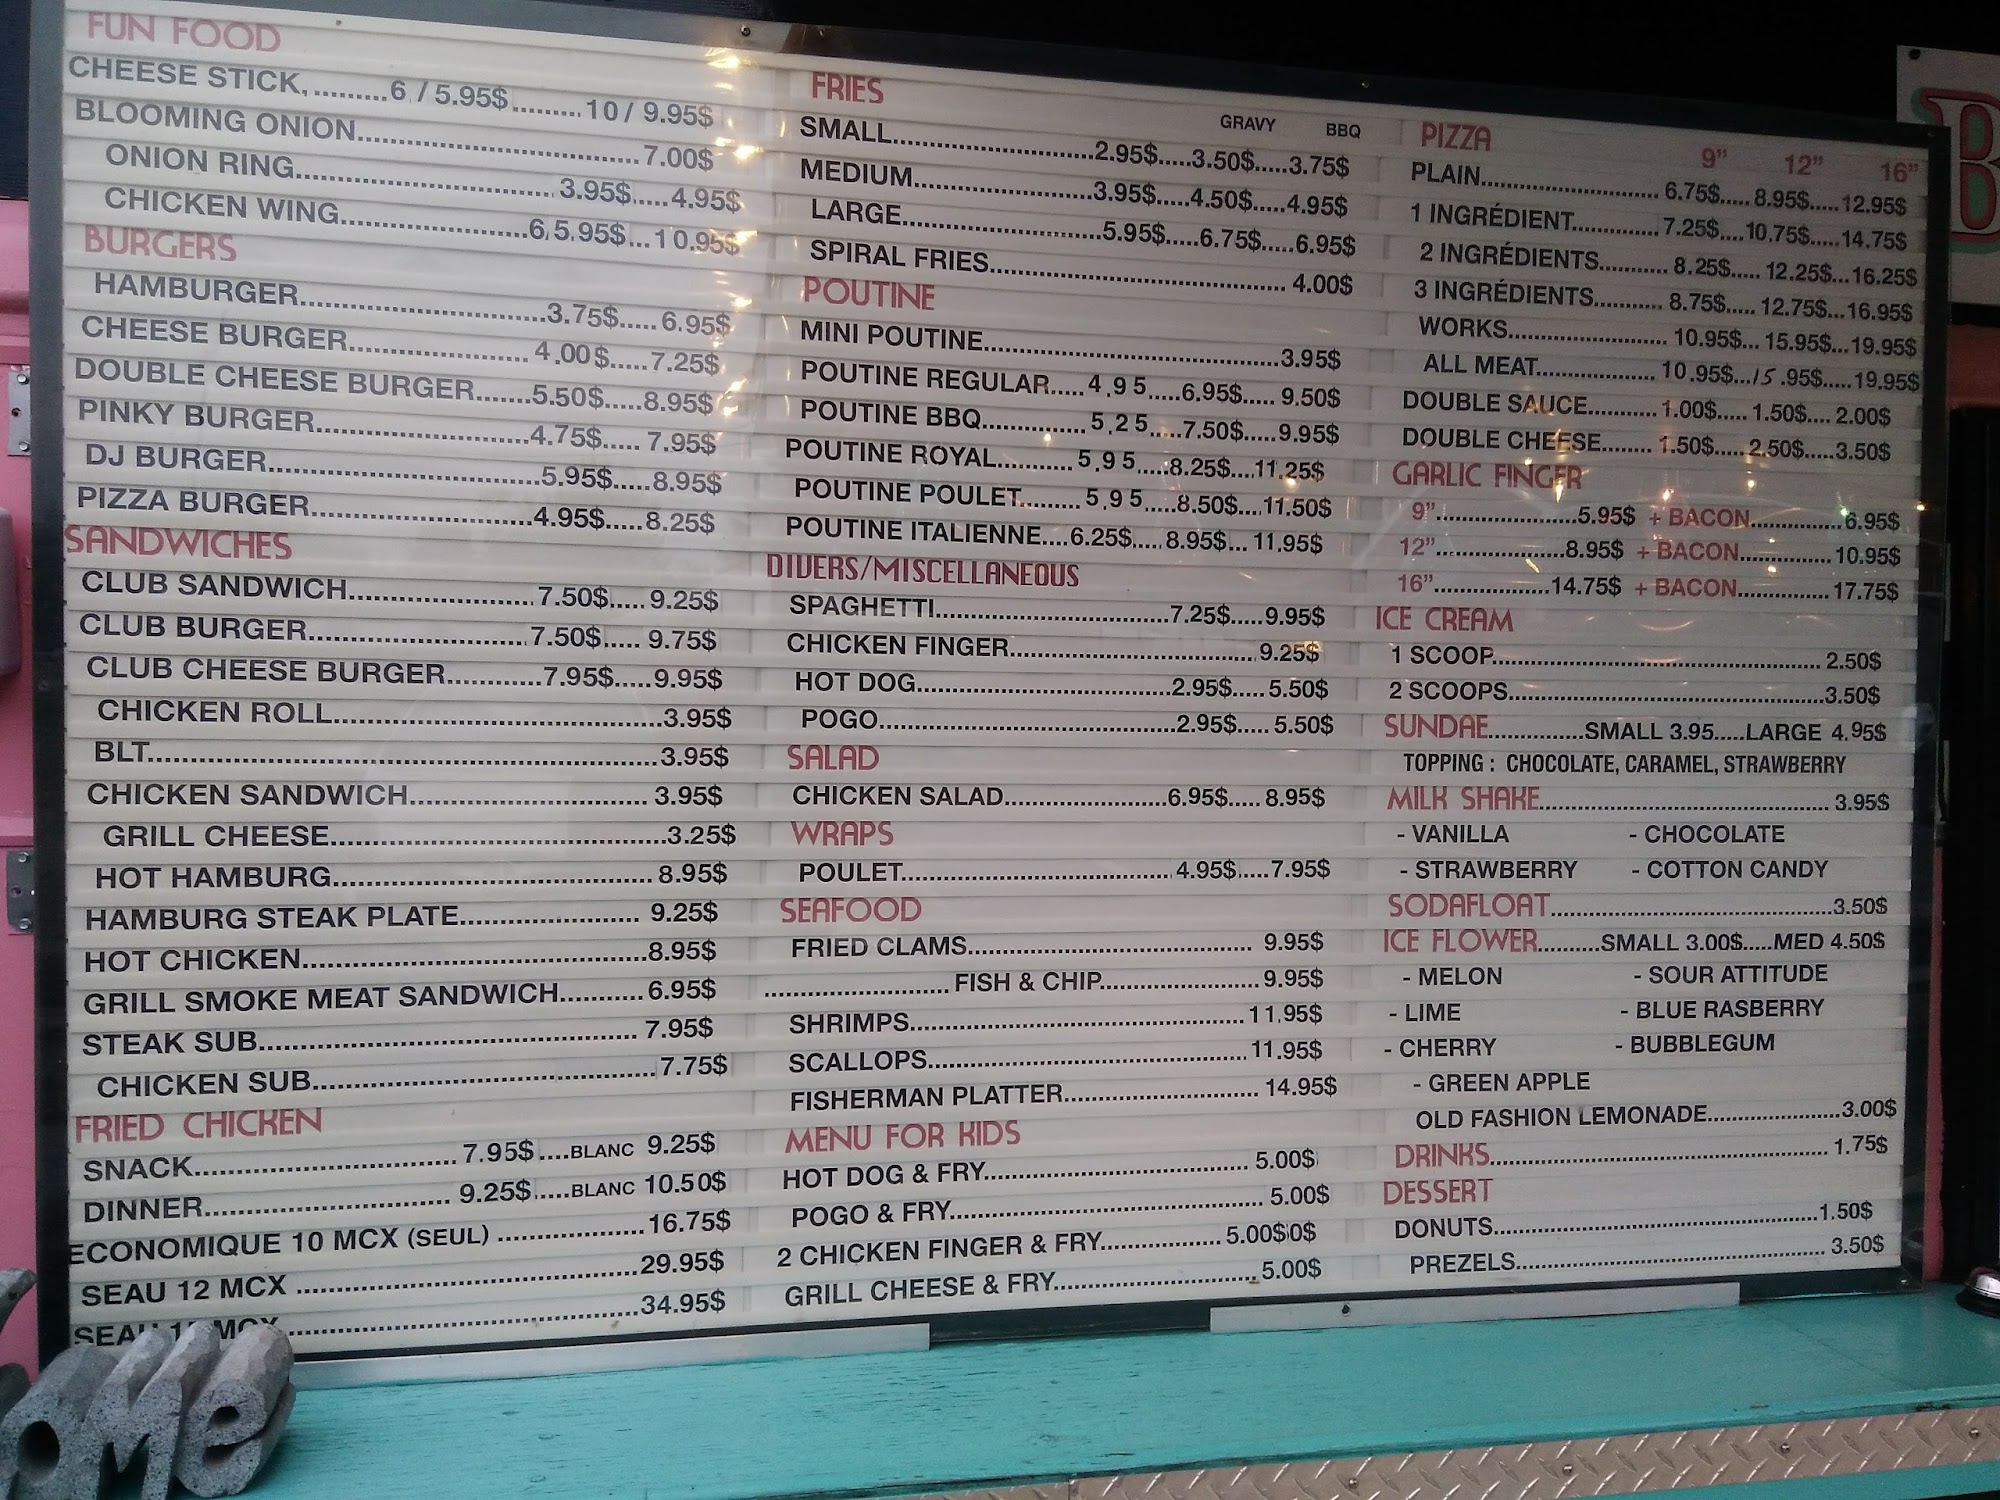 FUN FOOD
CHEESE STICK, .........6 / 5.95$......... 10 / 9.95$
BLOOMING ONION.................................... 7.00$
ONION RING................................. 3.95$.....4.95$
CHICKEN WING........................6/5.95$...10.95$
BURGERS
HAMBURGER...............................3.75$..... 6.95$
CHEESE BURGER....................... 4.00$.....7.25$
DOUBLE CHEESE BURGER.......5.50$.....8.95$
PINKY BURGER...........................4.75$..... 7.95$
DJ BURGER..................................5.95$.....8.95$
PIZZA BURGER............................4.95$.....8.25$
SANDWICHES
CLUB SANDWICH.......................7.50$..... 9.25$
CLUB BURGER...........................7.50$..... 9.75$
CLUB CHEESE BURGER............7.95$.....9.95$
CHICKEN ROLL.........................................3.95$
BLT................................................................3.95$
CHICKEN SANDWICH.............................. 3.95$
GRILL CHEESE..........................................3.25$
HOT HAMBURG........................................ 8.95$
HAMBURG STEAK PLATE...................... 9.25$
HOT CHICKEN...........................................8.95$
GRILL SMOKE MEAT SANDWICH...........6.95$
STEAK SUB............................................... 7.95$
CHICKEN SUB...........................................7.75$
FRIED CHICKEN
SNACK................................. 7.95$ ....BLANC 9.25$
DINNER............................... 9.25$.....BLANC 10.50$
ECONOMIQUE 10 MCX (SEUL) ...................16.75$
SEAU 12 MCX ...........................................29.95$
SEAU 15 MCX...........................................34.95$
FRIES
GRAVY BBQ
SMALL..........................2.95$.....3.50$.....3.75$
MEDIUM.......................3.95$.....4.50$.....4.95$
LARGE..........................5.95$.....6.75$.....6.95$
SPIRAL FRIES....................................... 4.00$
POUTINE
MINI POUTINE.......................................3.95$
POUTINE REGULAR.....4,95.....6.95$..... 9.50$
POUTINE BBQ............... 5,25.....7.50$.....9.95$
POUTINE ROYAL........... 5,95.....8.25$....11.25$
POUTINE POULET......... 5,95.....8.50$....11.50$
POUTINE ITALIENNE....6.25$..... 8.95$... 11.95$
DIVERS/MISCELLANEOUS
SPAGHETTI..............................7.25$.....9.95$
CHICKEN FINGER................................ 9.25$
HOT DOG.................................2.95$..... 5.50$
POGO.......................................2.95$..... 5.50$
SALAD
CHICKEN SALAD.....................6.95$..... 8.95$
WRAPS
POULET................................... 4.95$.....7.95$
SEAFOOD
FRIED CLAMS..................................... 9.95$
........................ FISH & CHIP..................... 9.95$
SHRIMPS............................................11.95$
SCALLOPS..........................................11.95$
FISHERMAN PLATTER......................... 14.95$
MENU FOR KIDS
HOT DOG & FRY.................................. 5.00$
POGO & FRY......................................... 5.00$
2 CHICKEN FINGER & FRY............... 5.00$0$
GRILL CHEESE & FRY..........................5.00$
PIZZA 9” 12” 16”
PLAIN......................... 6.75$..... 8.95$.....12.95$
1 INGRÉDIENT............ 7.25$....10.75$.....14.75$
2 INGRÉDIENTS.......... 8.25$..... 12.25$...16.25$
3 INGRÉDIENTS.......... 8.75$..... 12.75$...16.95$
WORKS....................... 10.95$... 15.95$...19.95$
ALL MEAT................. 10.95$...15.95$.....19.95$
DOUBLE SAUCE..........1.00$..... 1.50$.... 2.00$
DOUBLE CHEESE....... 1.50$.....2.50$.....3.50$
GARLIC FINGER
9”....................5.95$ + BACON.............6.95$
12”..................8.95$ + BACON............. 10.95$
16”................14.75$ + BACON............. 17.75$
ICE CREAM
1 SCOOP............................................... 2.50$
2 SCOOPS.............................................3.50$
SUNDAE.............SMALL 3.95.....LARGE 4.95$
TOPPING : CHOCOLATE, CARAMEL, STRAWBERRY
MILK SHAKE......................................... 3.95$
- VANILLA - CHOCOLATE
- STRAWBERRY - COTTON CANDY
SODAFLOAT........................................3.50$
ICE FLOWER.........SMALL 3.00$.....MED 4.50$
- MELON - SOUR ATTITUDE
- LIME - BLUE RASBERRY
- CHERRY - BUBBLEGUM
- GREEN APPLE
OLD FASHION LEMONADE...................3.00$
DRINKS................................................ 1.75$
DESSERT
DONUTS..............................................1.50$
PREZELS............................................ 3.50$
B
OMe